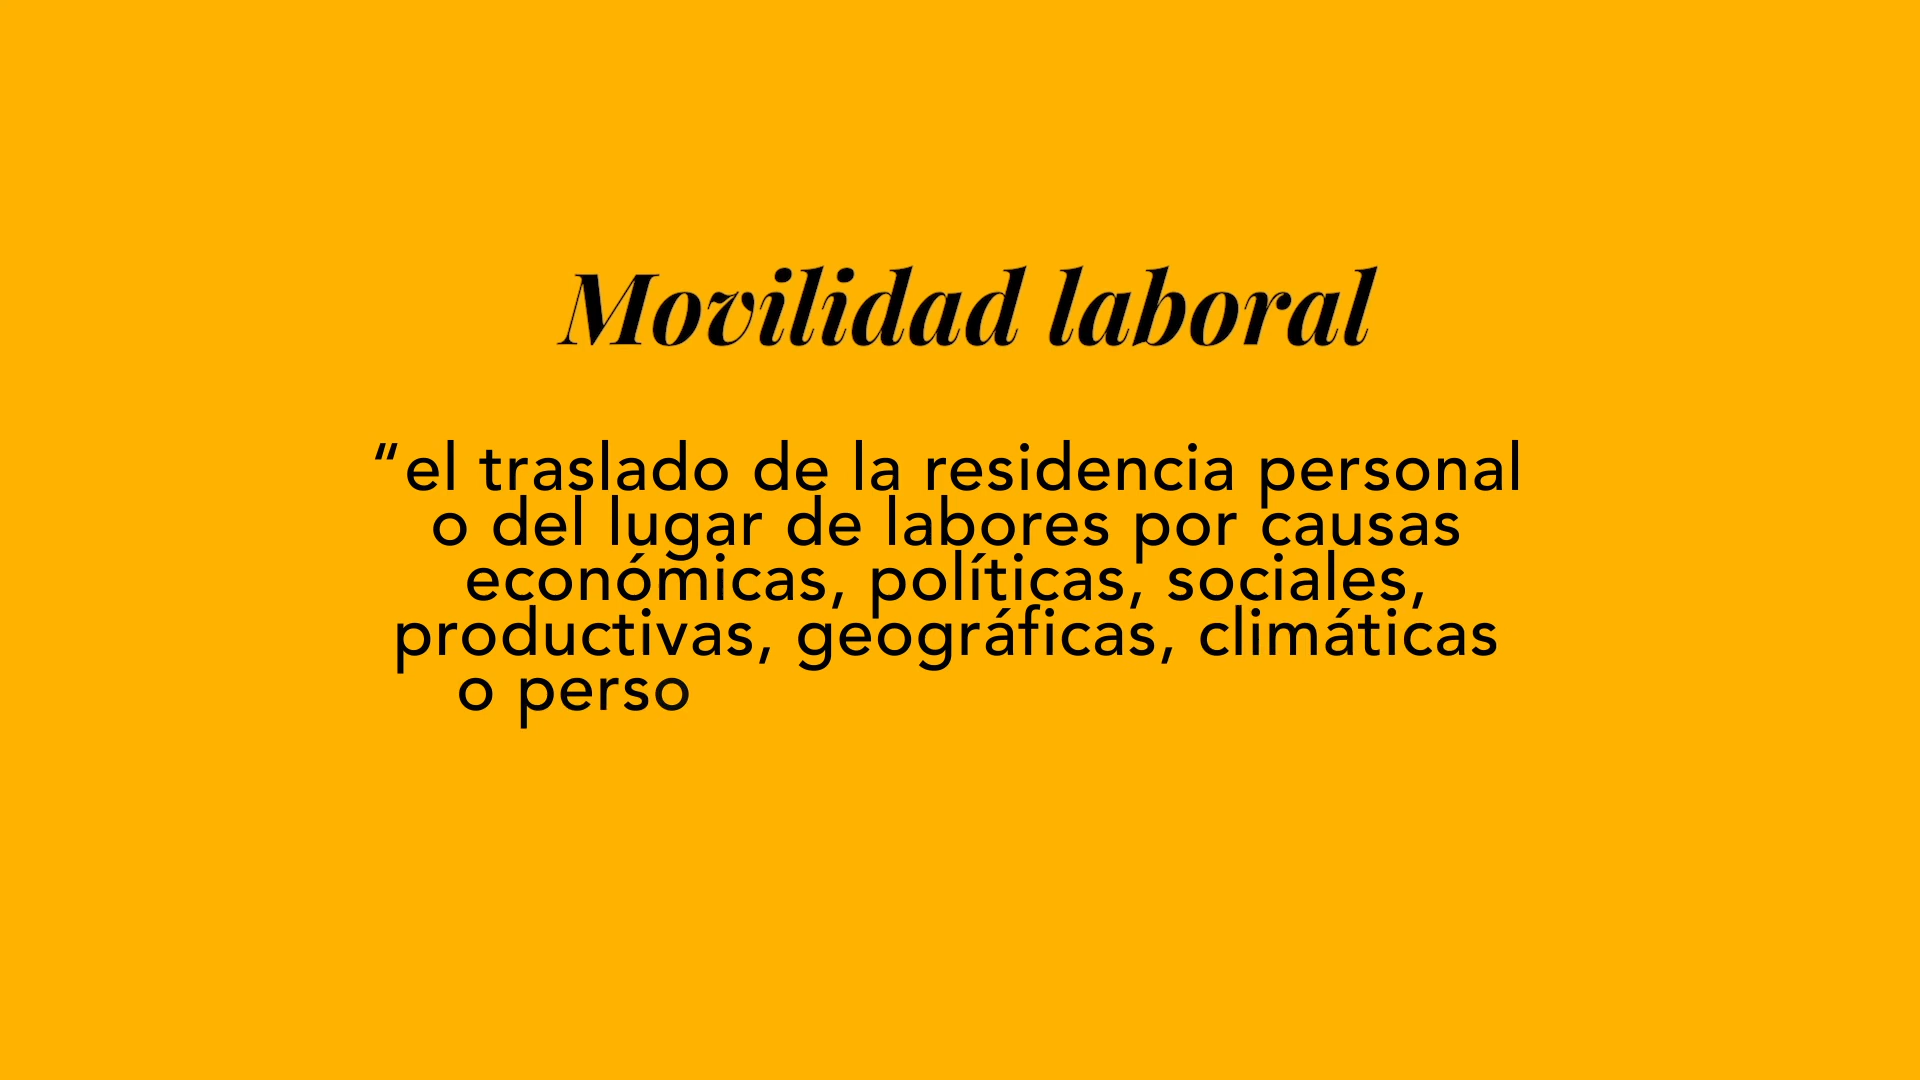 Movilidad laboral
“el traslado de la residencia personal
o del lugar de labores por causas
económicas, políticas, sociales,
productivas, geográficas, climáticas
o perso